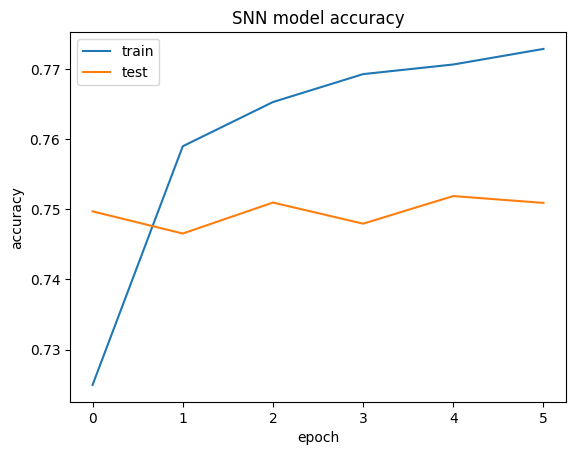 SNN model accuracy
train
test
0.77
0.76
0.75
0.74
0.73
accuracy
0 1 2 3 4 5
epoch